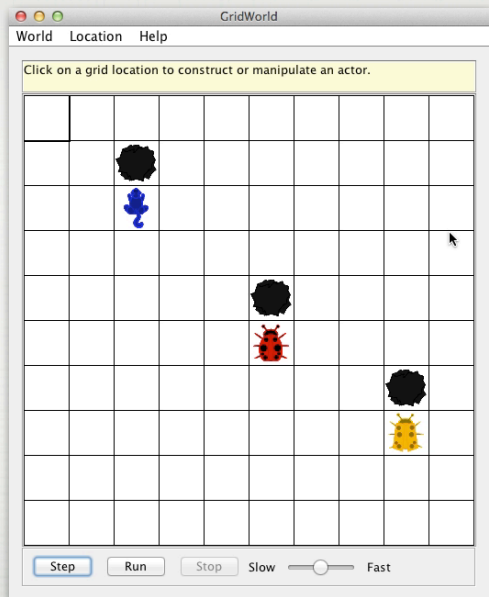 GridWorld
World Location Help
Click on a grid location to construct or manipulate an actor.
Step Run Stop Slow Fast